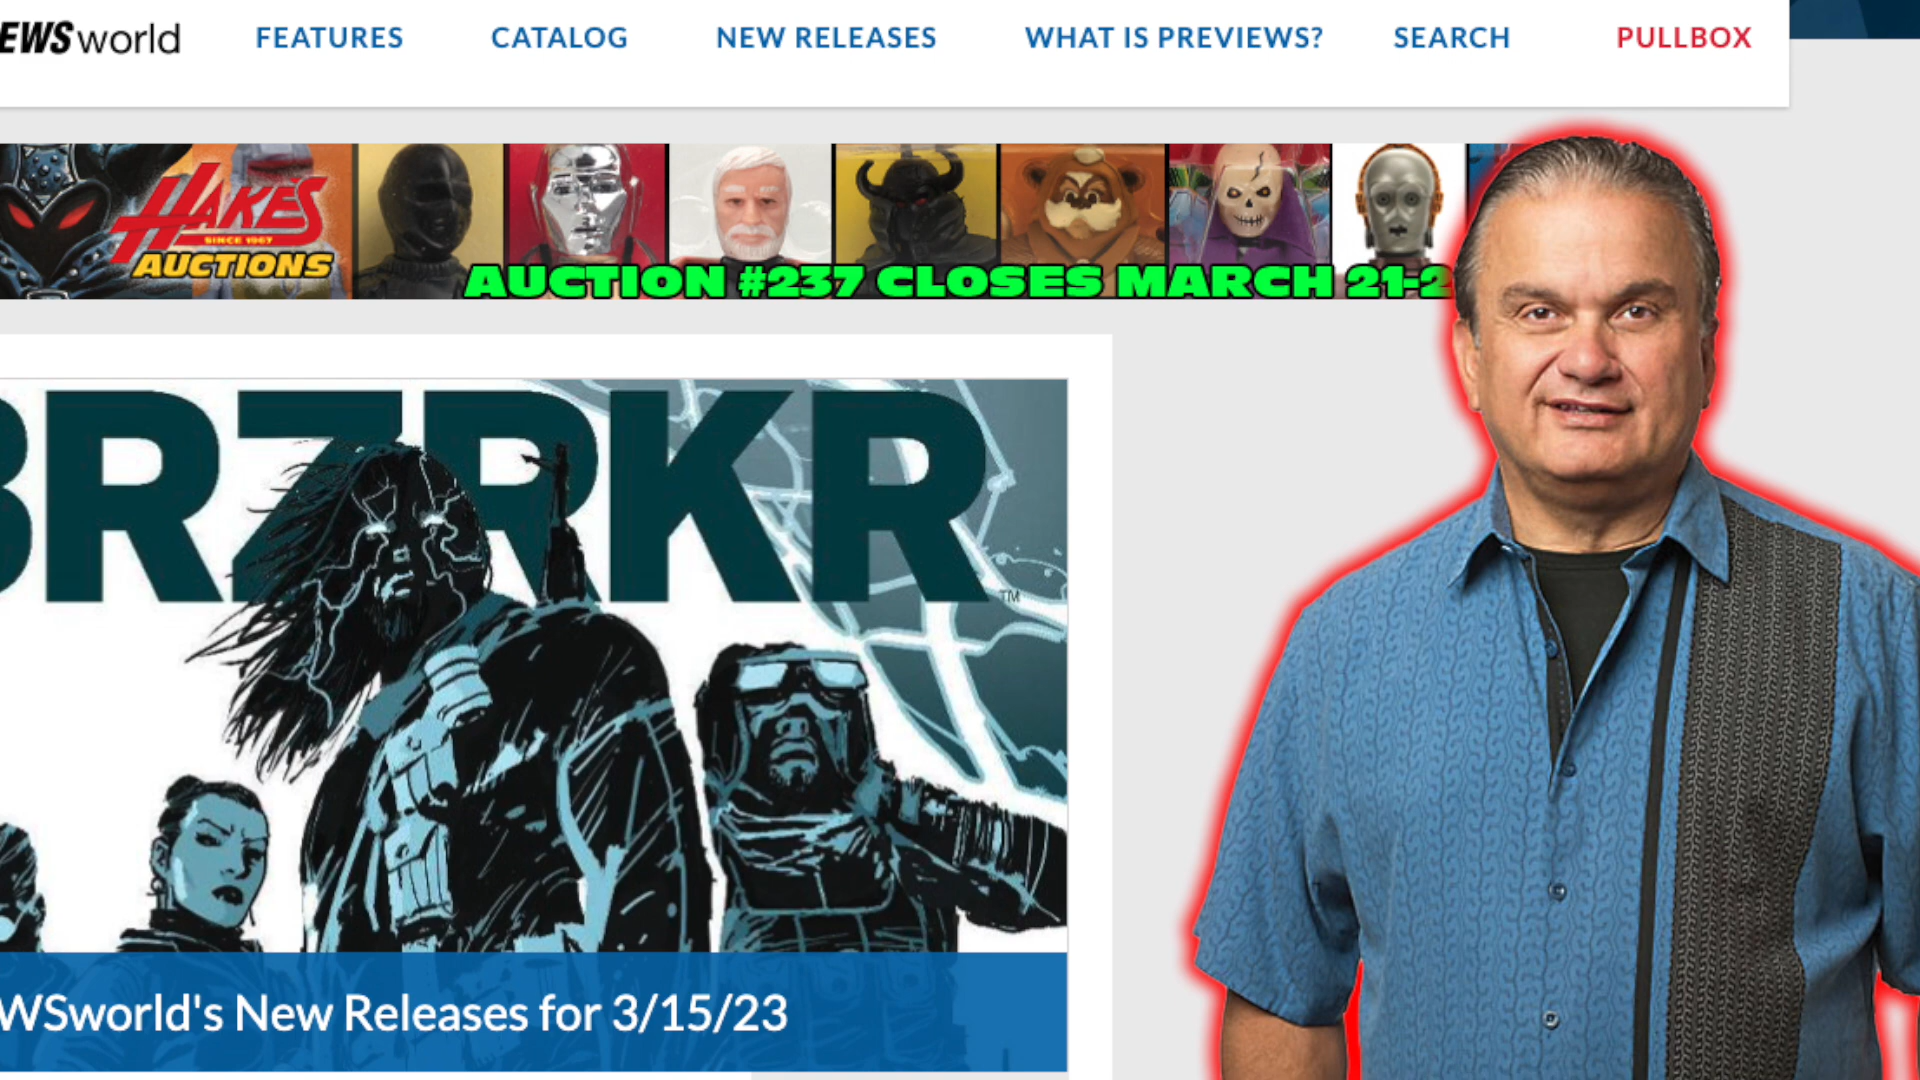 EWSworld
FEATURES
CATALOG
NEW RELEASES
WHAT IS PREVIEWS?
SEARCH
PULLBOX
HAKE'S
SINCE 1967
AUCTIONS
AUCTION #237 CLOSES MARCH 21-2
BRZRKR
TM
WSworld's New Releases for 3/15/23